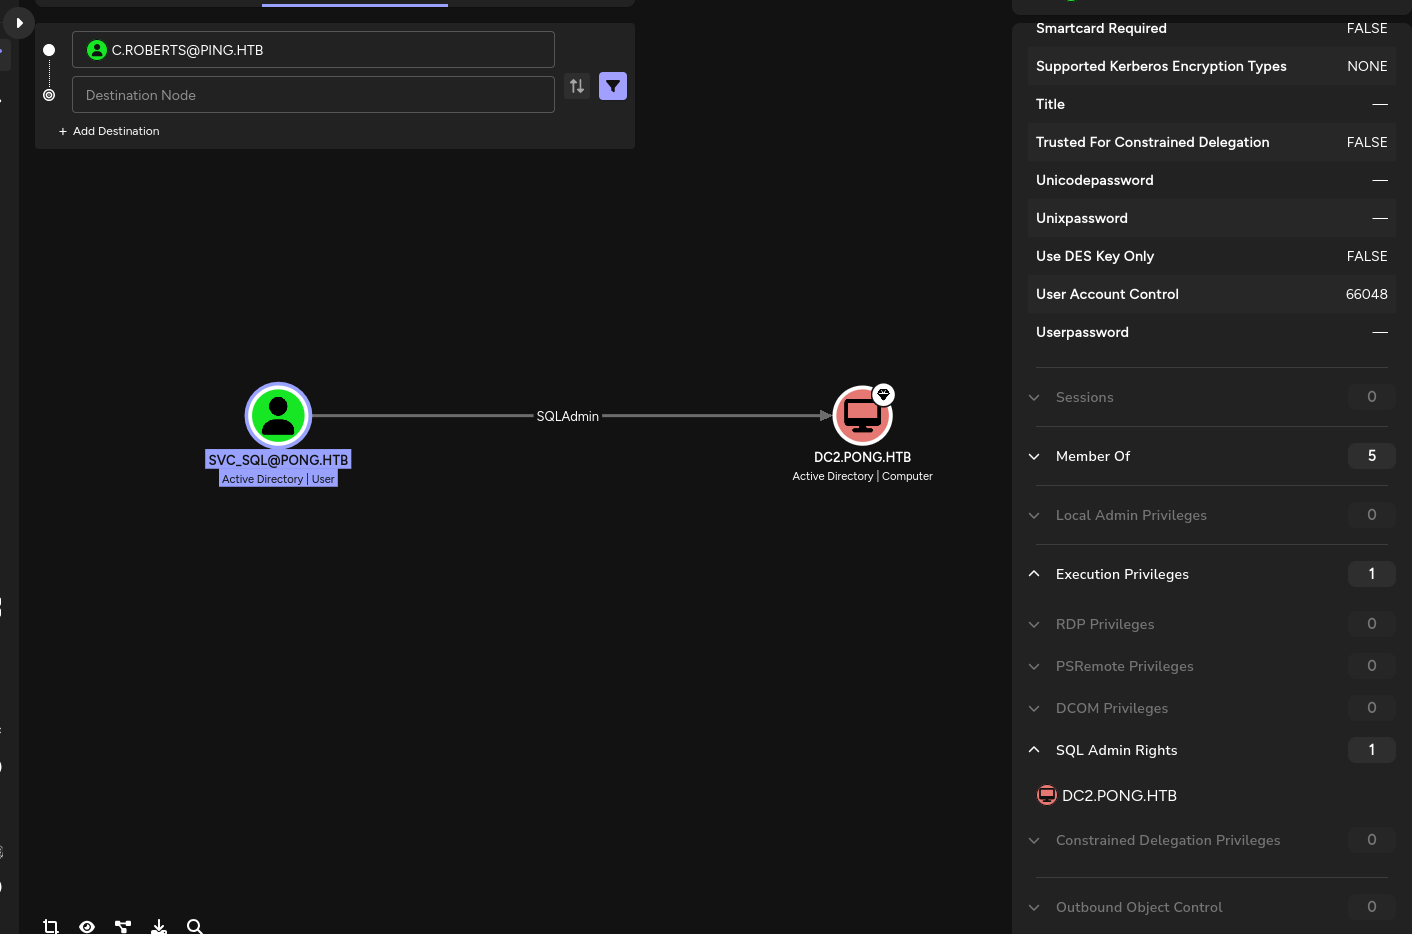 C.ROBERTS@PING.HTB
Destination Node
+ Add Destination
SQLAdmin
SVC_SQL@PONG.HTB
Active Directory | User
DC2.PONG.HTB
Active Directory | Computer
Smartcard Required FALSE
Supported Kerberos Encryption Types NONE
Title —
Trusted For Constrained Delegation FALSE
Unicodepassword —
Unixpassword —
Use DES Key Only FALSE
User Account Control 66048
Userpassword —
Sessions 0
Member Of 5
Local Admin Privileges 0
Execution Privileges 1
RDP Privileges 0
PSRemote Privileges 0
DCOM Privileges 0
SQL Admin Rights 1
DC2.PONG.HTB
Constrained Delegation Privileges 0
Outbound Object Control 0